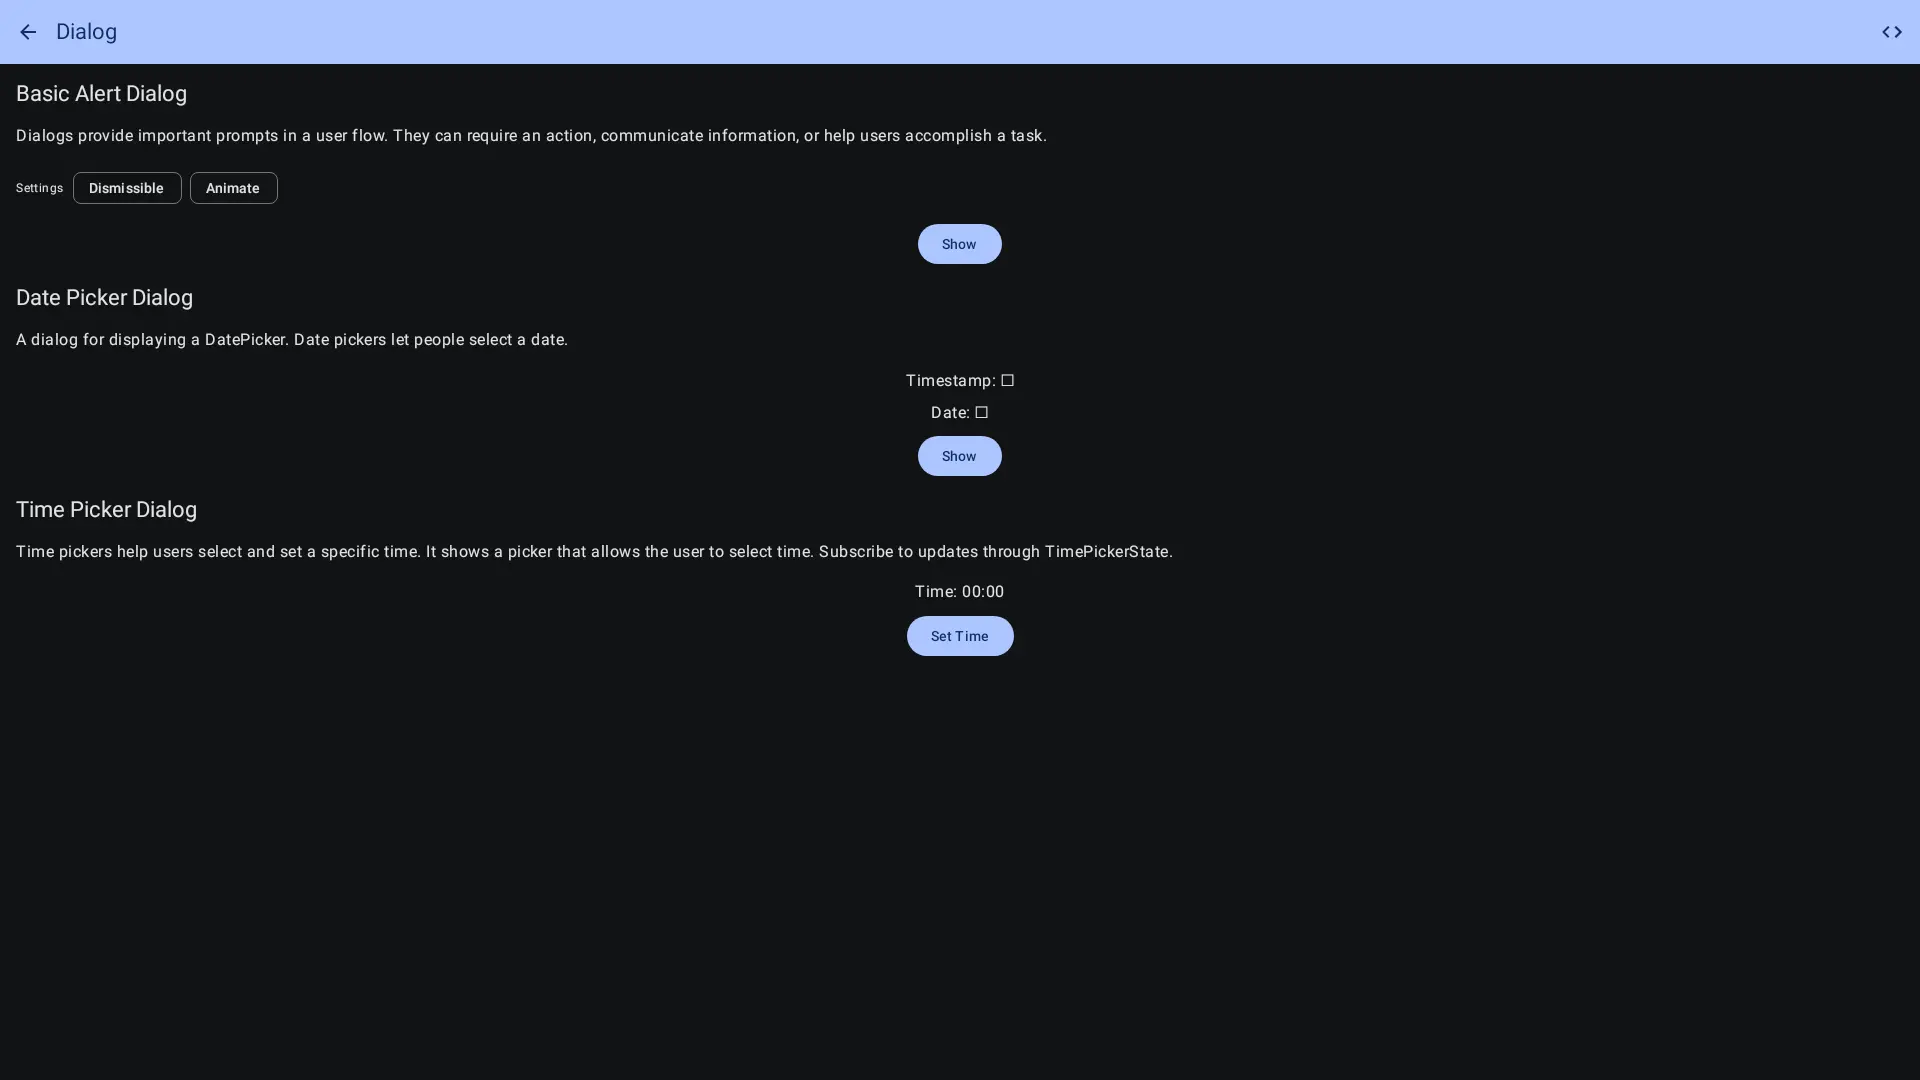 Dialog
Basic Alert Dialog
Dialogs provide important prompts in a user flow. They can require an action, communicate information, or help users accomplish a task.
Settings Dismissible Animate
Show
Date Picker Dialog
A dialog for displaying a DatePicker. Date pickers let people select a date.
Timestamp: ☐
Date: ☐
Show
Time Picker Dialog
Time pickers help users select and set a specific time. It shows a picker that allows the user to select time. Subscribe to updates through TimePickerState.
Time: 00:00
Set Time